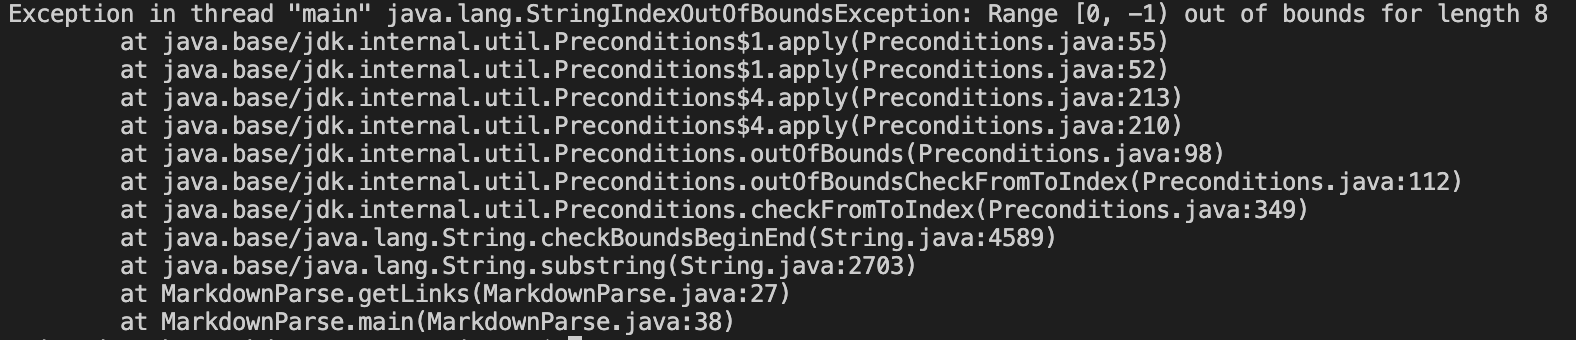 Exception in thread "main" java.lang.StringIndexOutOfBoundsException: Range [0, -1) out of bounds for length 8
at java.base/jdk.internal.util.Preconditions$1.apply(Preconditions.java:55)
at java.base/jdk.internal.util.Preconditions$1.apply(Preconditions.java:52)
at java.base/jdk.internal.util.Preconditions$4.apply(Preconditions.java:213)
at java.base/jdk.internal.util.Preconditions$4.apply(Preconditions.java:210)
at java.base/jdk.internal.util.Preconditions.outOfBounds(Preconditions.java:98)
at java.base/jdk.internal.util.Preconditions.outOfBoundsCheckFromToIndex(Preconditions.java:112)
at java.base/jdk.internal.util.Preconditions.checkFromToIndex(Preconditions.java:349)
at java.base/java.lang.String.checkBoundsBeginEnd(String.java:4589)
at java.base/java.lang.String.substring(String.java:2703)
at MarkdownParse.getLinks(MarkdownParse.java:27)
at MarkdownParse.main(MarkdownParse.java:38)